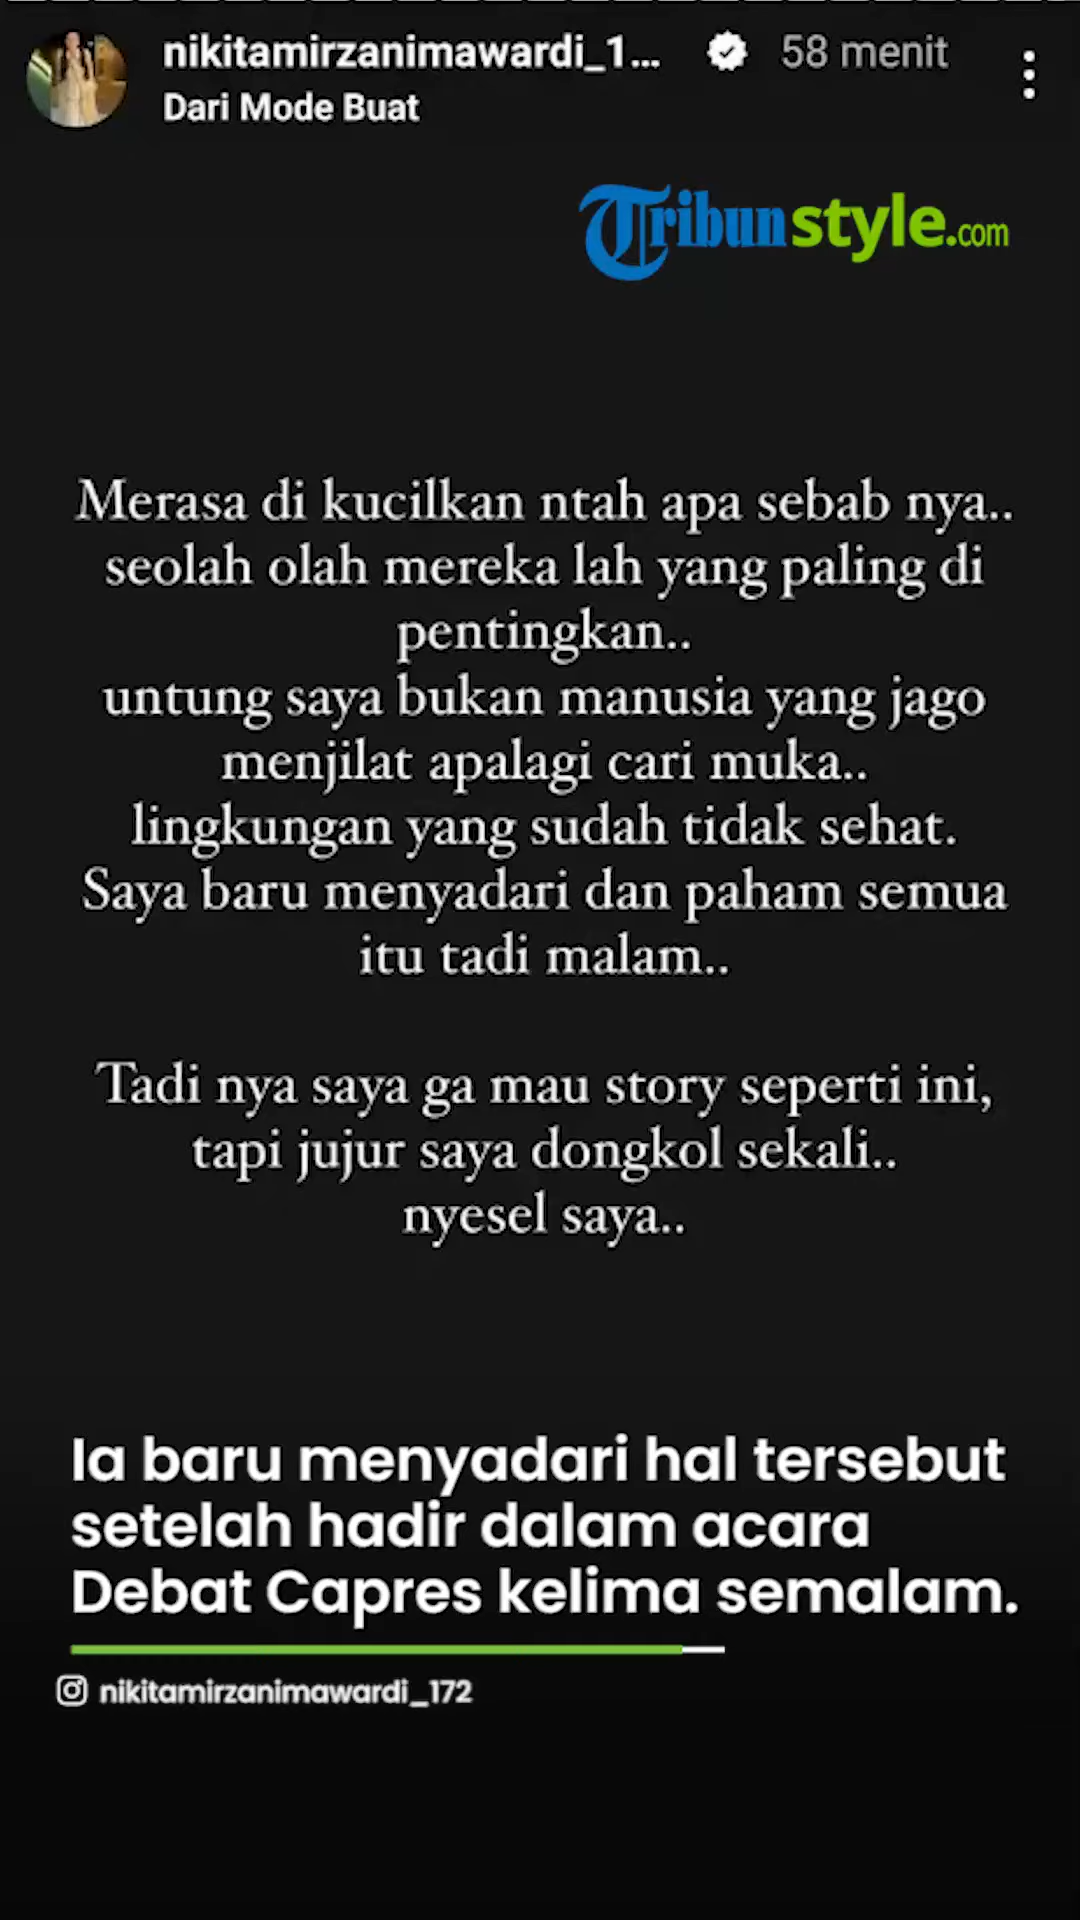 nikitamirzanimawardi_1... 58 menit
Dari Mode Buat
Tribunstyle.com
Merasa di kucilkan ntah apa sebab nya..
seolah olah mereka lah yang paling di
pentingkan..
untung saya bukan manusia yang jago
menjilat apalagi cari muka..
lingkungan yang sudah tidak sehat.
Saya baru menyadari dan paham semua
itu tadi malam..
Tadi nya saya ga mau story seperti ini,
tapi jujur saya dongkol sekali..
nyesel saya..
Ia baru menyadari hal tersebut
setelah hadir dalam acara
Debat Capres kelima semalam.
nikitamirzanimawardi_172